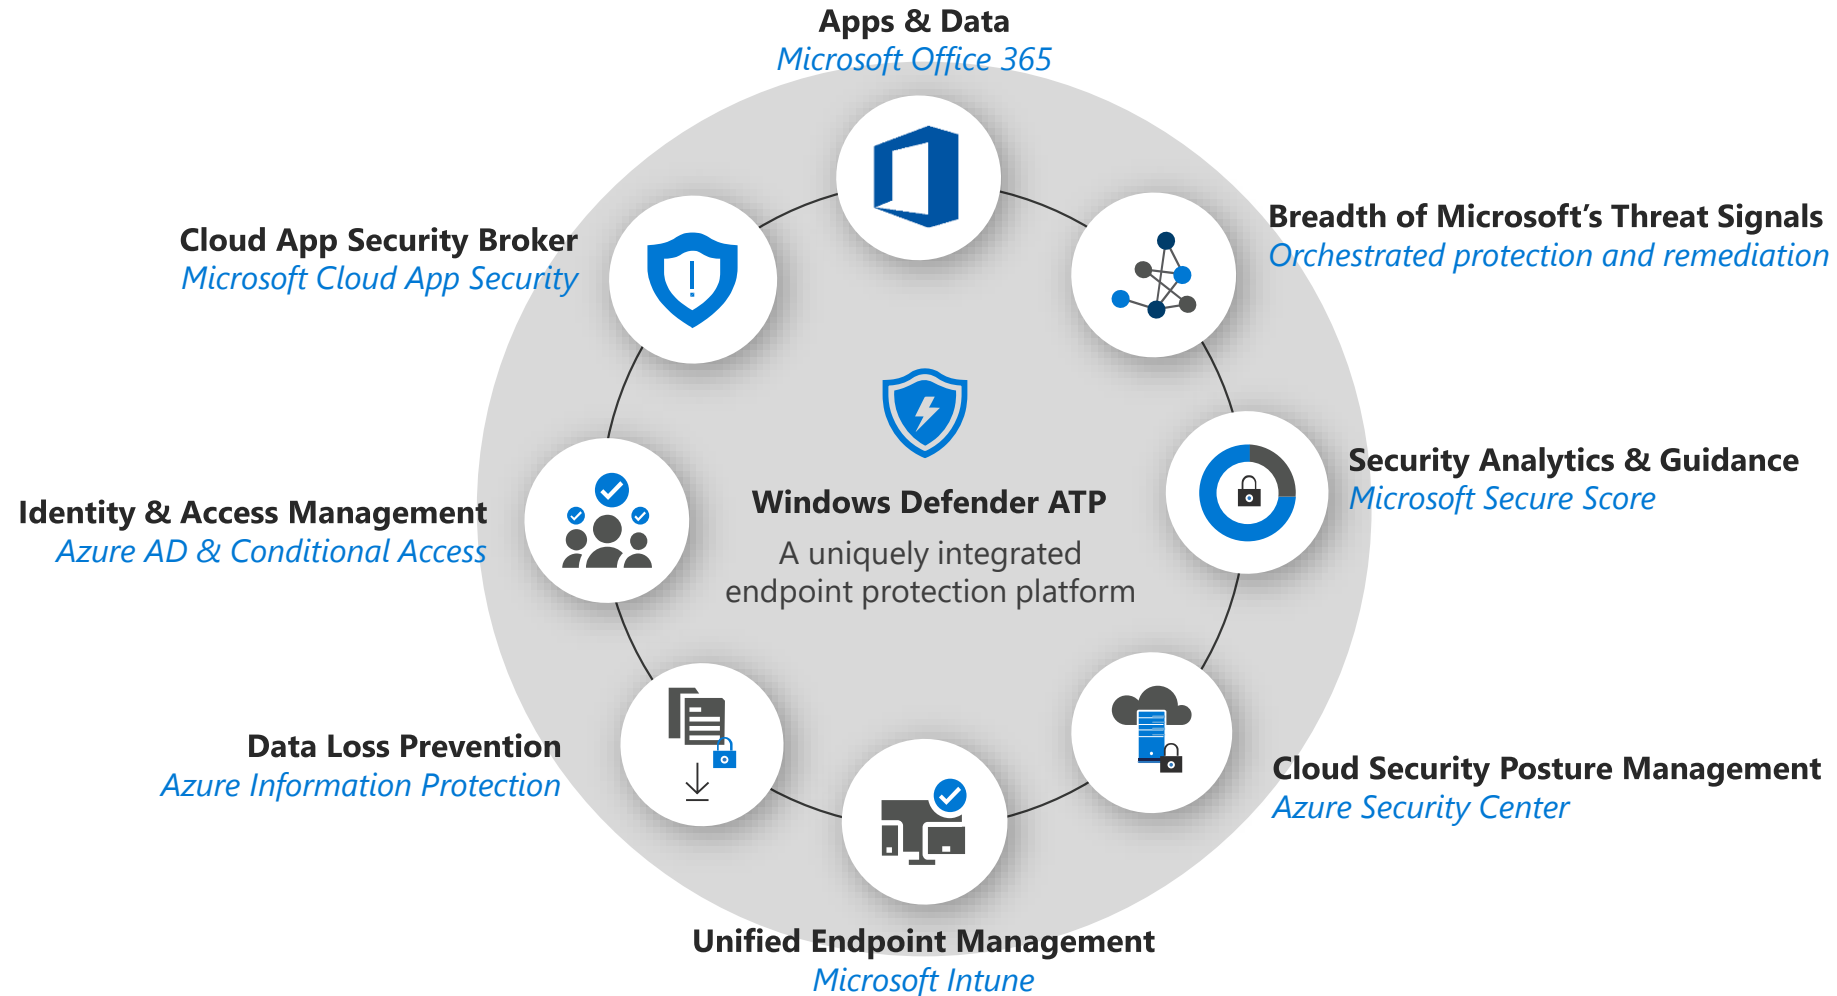 Apps & Data
Microsoft Office 365
Breadth of Microsoft’s Threat Signals
Orchestrated protection and remediation
Cloud App Security Broker
Microsoft Cloud App Security
Security Analytics & Guidance
Microsoft Secure Score
Windows Defender ATP
A uniquely integrated
endpoint protection platform
Identity & Access Management
Azure AD & Conditional Access
Data Loss Prevention
Azure Information Protection
Cloud Security Posture Management
Azure Security Center
Unified Endpoint Management
Microsoft Intune